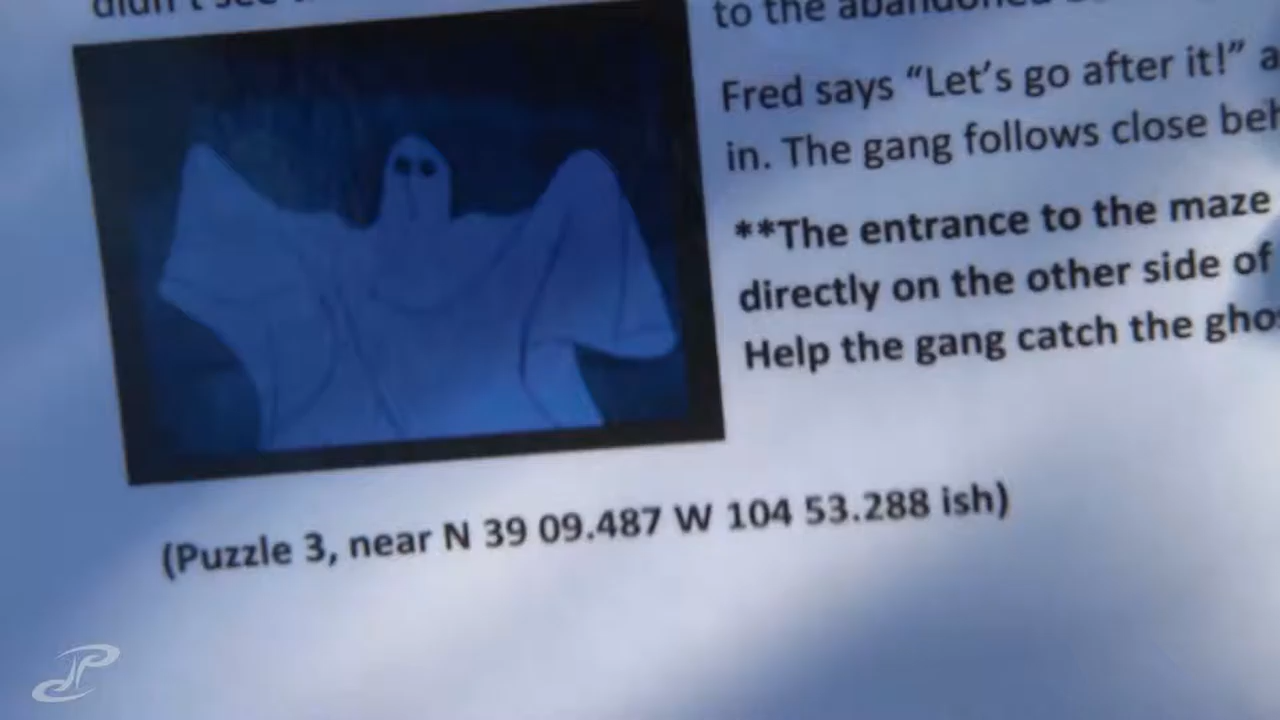 to the
Fred says “Let’s go after it!”
in. The gang follows close
**The entrance to the maze
directly on the other side of
Help the gang catch the
(Puzzle 3, near N 39 09.487 W 104 53.288 ish)